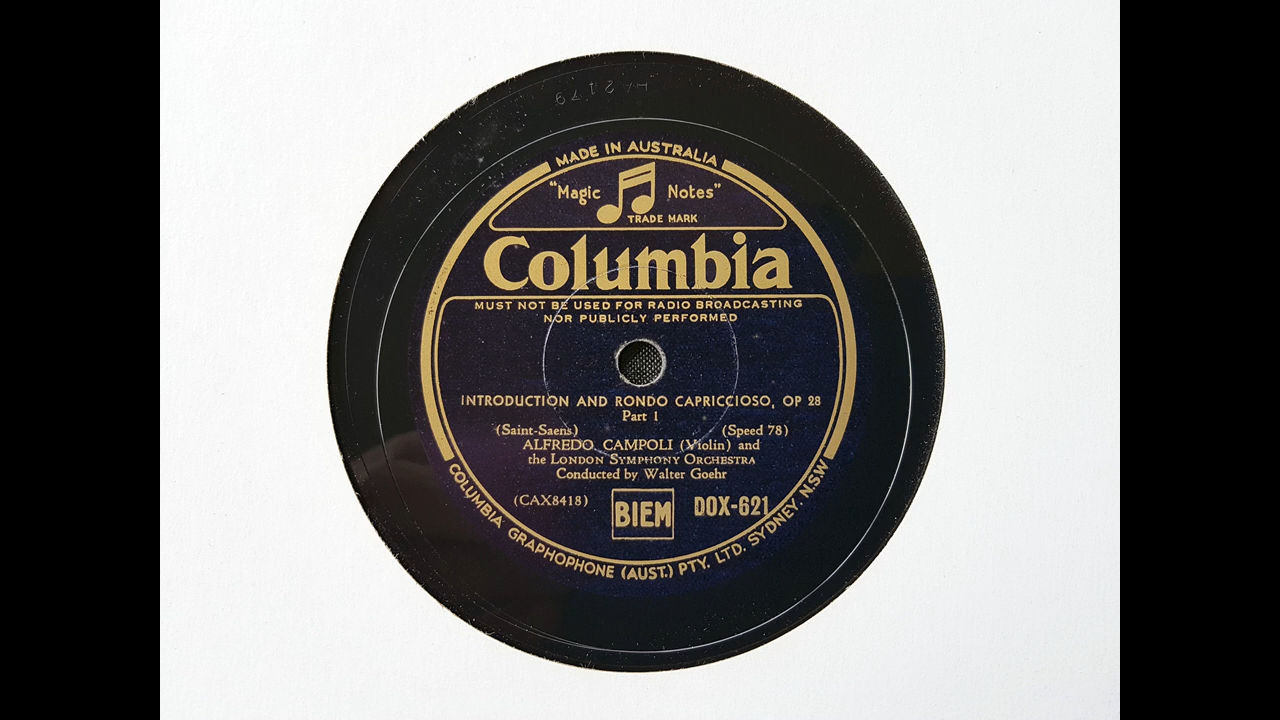 H 2179
MADE IN AUSTRALIA
"Magic Notes"
TRADE MARK
Columbia
MUST NOT BE USED FOR RADIO BROADCASTING
NOR PUBLICLY PERFORMED
INTRODUCTION AND RONDO CAPRICCIOSO, OP 28
Part 1
(Saint-Saens) (Speed 78)
ALFREDO CAMPOLI (Violin) and
the LONDON SYMPHONY ORCHESTRA
Conducted by Walter Goehr
(CAX8418) BIEM DOX-621
COLUMBIA GRAPHOPHONE (AUST.) PTY. LTD. SYDNEY. N.S.W